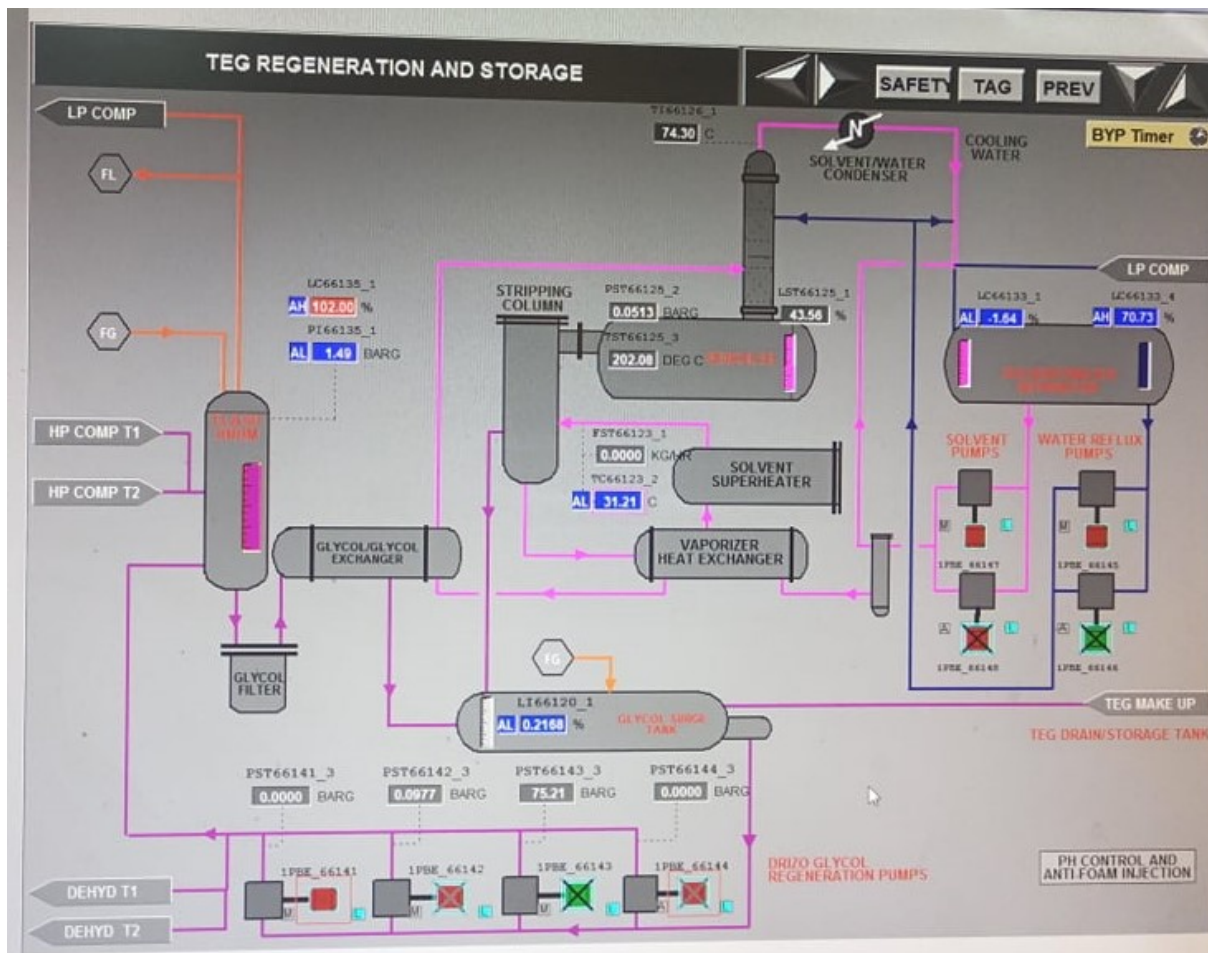 TEG REGENERATION AND STORAGE
SAFETY
TAG
PREV
BYP Timer
LP COMP
FL
FG
HP COMP T1
HP COMP T2
LC66135_1
AH 102.00 %
PI66135_1
AL 1.49 BARG
TI66126_1
74.30 C
SOLVENT/WATER
CONDENSER
N
COOLING
WATER
LP COMP
STRIPPING
COLUMN
PST66125_2
0.0513 BARG
TST66125_3
202.08 DEG C
LST66125_1
43.56 %
LC66133_1
AL -1.64 %
LC66133_4
AH 70.73 %
FST66123_1
0.0000 KG/HR
TC66123_2
AL 31.21 C
SOLVENT
SUPERHEATER
VAPORIZER
HEAT EXCHANGER
GLYCOL/GLYCOL
EXCHANGER
GLYCOL
FILTER
SOLVENT
PUMPS
WATER REFLUX
PUMPS
M
L
M
L
1PBE_66147
1PBE_66145
A
L
A
L
1PBE_66148
1PBE_66146
FG
LI66120_1
AL 0.2168 %
GLYCOL SURGE
TANK
TEG MAKE UP
TEG DRAIN/STORAGE TANK
PST66141_3
0.0000 BARG
PST66142_3
0.0977 BARG
PST66143_3
75.21 BARG
PST66144_3
0.0000 BARG
1PBE_66141
M
L
1PBE_66142
M
L
1PBE_66143
M
L
1PBE_66144
A
L
DRIZO GLYCOL
REGENERATION PUMPS
PH CONTROL AND
ANTI-FOAM INJECTION
DEHYD T1
DEHYD T2